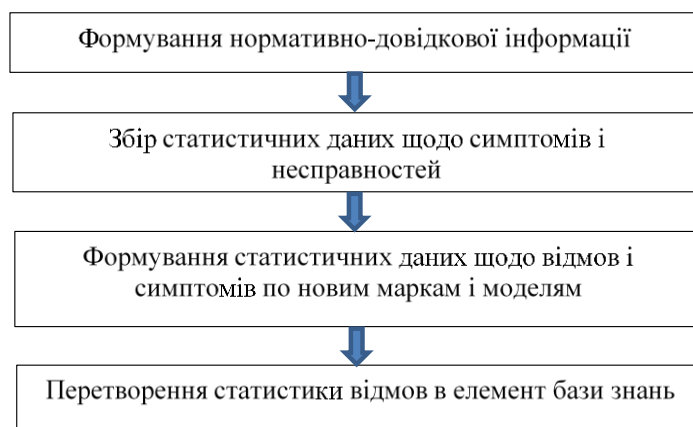 Формування нормативно-довідкової інформації
Збір статистичних даних щодо симптомів і
несправностей
Формування статистичних даних щодо відмов і
симптомів по новим маркам і моделям
Перетворення статистики відмов в елемент бази знань